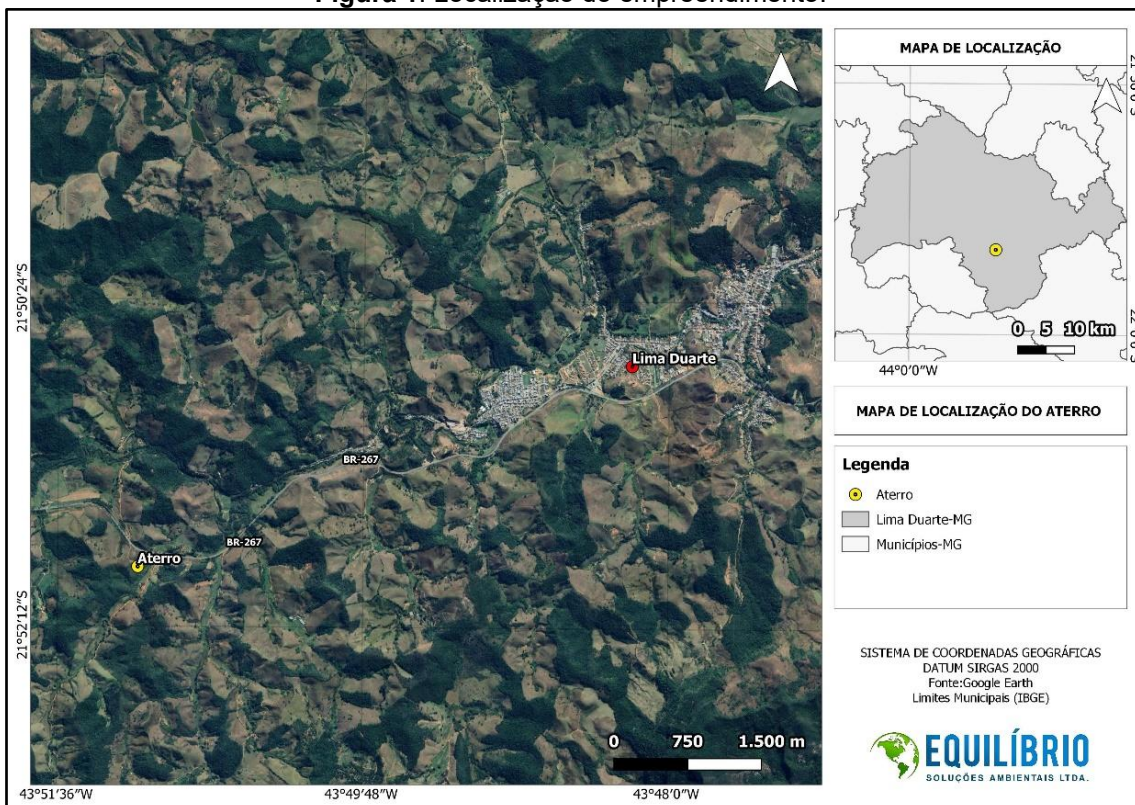 Figura 1. Localização do empreendimento.
MAPA DE LOCALIZAÇÃO
0 5 10 km
44°0′0″W
MAPA DE LOCALIZAÇÃO DO ATERRO
Legenda
Aterro
Lima Duarte-MG
Municípios-MG
SISTEMA DE COORDENADAS GEOGRÁFICAS
DATUM SIRGAS 2000
Fonte:Google Earth
Limites Municipais (IBGE)
EQUILÍBRIO
SOLUÇÕES AMBIENTAIS LTDA.
21°50′24″S
21°52′12″S
Lima Duarte
BR-267
BR-267
Aterro
0 750 1.500 m
43°51′36″W
43°49′48″W
43°48′0″W